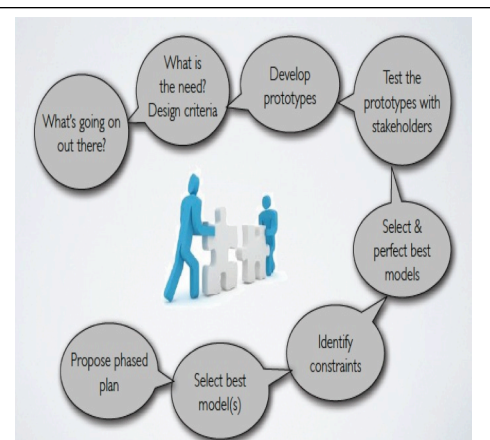 What's going on
out there?
What is
the need?
Design criteria
Develop
prototypes
Test the
prototypes with
stakeholders
Select &
perfect best
models
Identify
constraints
Select best
model(s)
Propose phased
plan